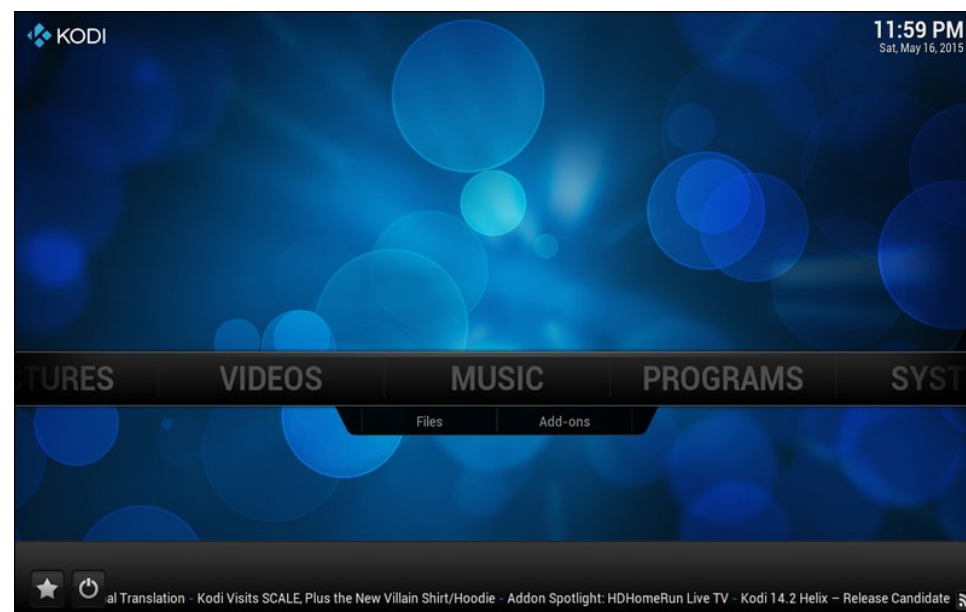 KODI
11:59 PM
Sat, May 16, 2015
TURES VIDEOS MUSIC PROGRAMS SYST
Files Add-ons
al Translation - Kodi Visits SCALE, Plus the New Villain Shirt/Hoodie - Addon Spotlight: HDHomeRun Live TV - Kodi 14.2 Helix – Release Candidate